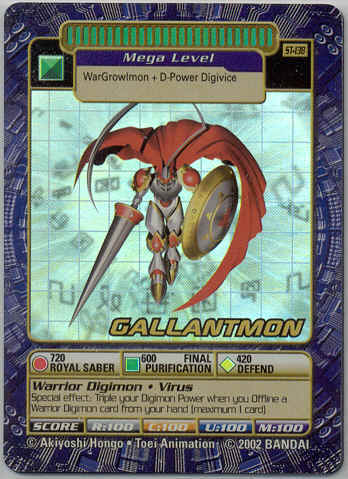 Mega Level
ST-138
WarGrowlmon + D-Power Digivice
GALLANTMON
720 ROYAL SABER
600 FINAL PURIFICATION
420 DEFEND
Warrior Digimon • Virus
Special effect: Triple your Digimon Power when you Offline a
Warrior Digimon card from your hand (maximum 1 card)
SCORE R:100 C:100 U:100 M:100
© Akiyoshi/Hongo • Toei Animation • © 2002 BANDAI